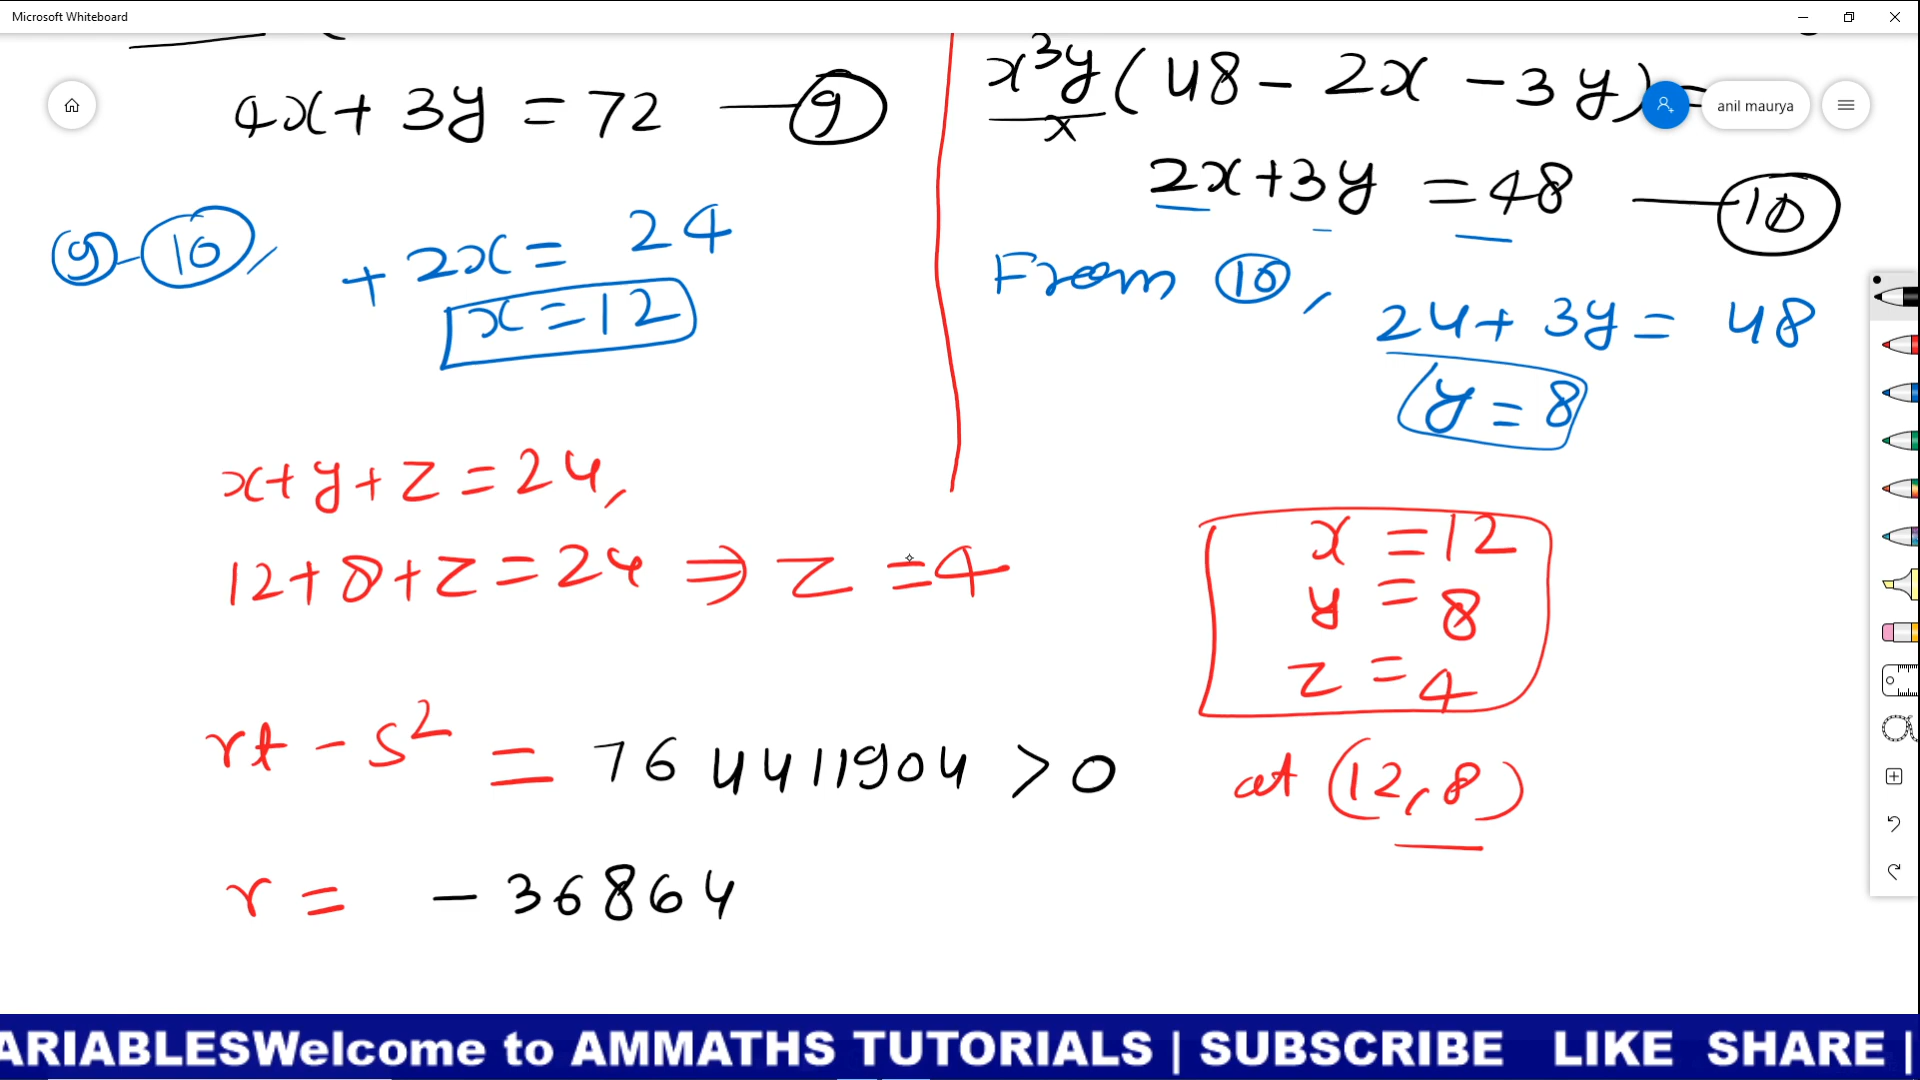 Microsoft Whiteboard
anil maurya
4x + 3y = 72 — 9
9 - 10, + 2x = 24
x = 12
x³y ( 48 - 2x - 3y ) =
x
2x + 3y = 48 — 10
From 10, 24 + 3y = 48
y = 8
x + y + z = 24,
12 + 8 + z = 24 ⇒ z = 4
x = 12
y = 8
z = 4
rt - s² = 764411904 > 0 at (12, 8)
r = - 36864
ARIABLESWelcome to AMMATHS TUTORIALS | SUBSCRIBE LIKE SHARE |